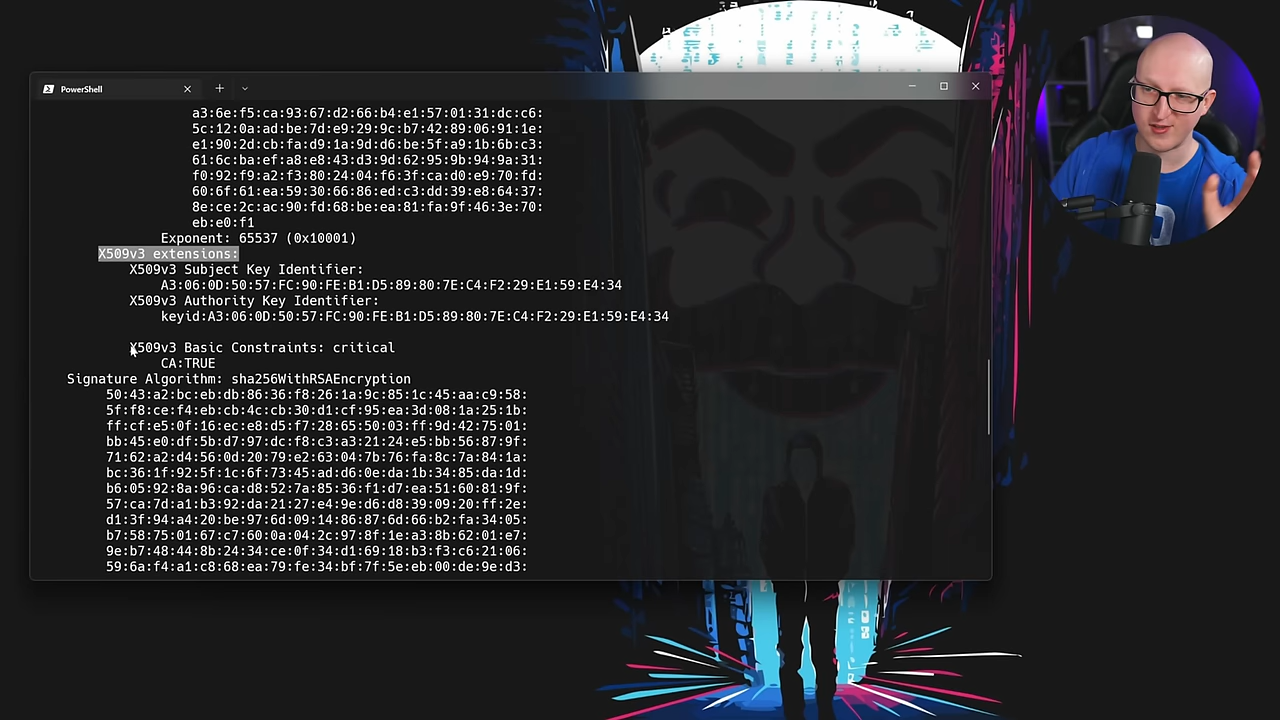 PowerShell
a3:6e:f5:ca:93:67:d2:66:b4:e1:57:01:43:dc:c6:
5c:12:0a:ad:be:7d:e9:29:9c:b7:42:89:06:91:1e:
e1:90:2d:cb:f8:d9:1a:9d:d6:be:5f:c8:1b:6b:c3:
61:6c:ba:ef:a8:e8:43:d3:9d:62:95:9b:94:9a:31:
f0:92:f9:a2:f3:80:24:04:f6:3f:ca:d0:e9:70:fd:
60:6f:61:ea:59:30:66:86:ed:c3:dd:39:e8:64:37:
8e:ce:2c:ac:90:fd:68:be:ea:81:fa:9f:46:3e:70:
eb:e0:f1
Exponent: 65537 (0x10001)
X509v3 extensions:
X509v3 Subject Key Identifier:
A3:06:0D:50:57:FC:90:FE:B1:D5:89:80:7E:C4:F2:29:E1:59:E4:34
X509v3 Authority Key Identifier:
keyid:A3:06:0D:50:57:FC:90:FE:B1:D5:89:80:7E:C4:F2:29:E1:59:E4:34
X509v3 Basic Constraints: critical
CA:TRUE
Signature Algorithm: sha256WithRSAEncryption
50:43:a2:bc:eb:db:86:36:f8:26:1a:9c:85:1c:45:aa:c9:58:
5f:f8:ce:f4:eb:cb:4c:cb:30:d1:cf:95:ea:3d:08:1a:25:1b:
ff:cf:e5:0f:16:ec:e8:d5:f7:28:65:50:03:ff:9d:42:75:01:
bb:45:e0:df:5b:d7:97:dc:f8:c3:a3:21:24:e5:bb:56:87:9f:
71:62:a2:d4:56:0d:20:79:e2:63:04:7b:76:fa:8c:7a:84:1a:
bc:36:1f:92:5f:1c:6f:73:45:ad:d6:0e:da:1b:34:85:da:1d:
b6:05:92:8a:96:ca:d8:52:7a:85:36:f1:d7:ea:51:60:81:9f:
57:ca:7d:a1:b3:92:da:21:27:e4:9e:d6:d8:39:09:20:ff:2e:
d1:3f:94:a4:20:be:97:6d:09:14:86:87:6d:66:b2:fa:34:05:
b7:58:75:01:67:c7:60:0a:04:2c:97:8f:1e:a3:8b:62:01:e7:
9e:b7:48:44:8b:24:34:ce:0f:34:d1:69:18:b3:f3:c6:21:06:
59:6a:f4:a1:c8:68:ea:79:fe:34:bf:7f:5e:eb:00:de:9e:d3: